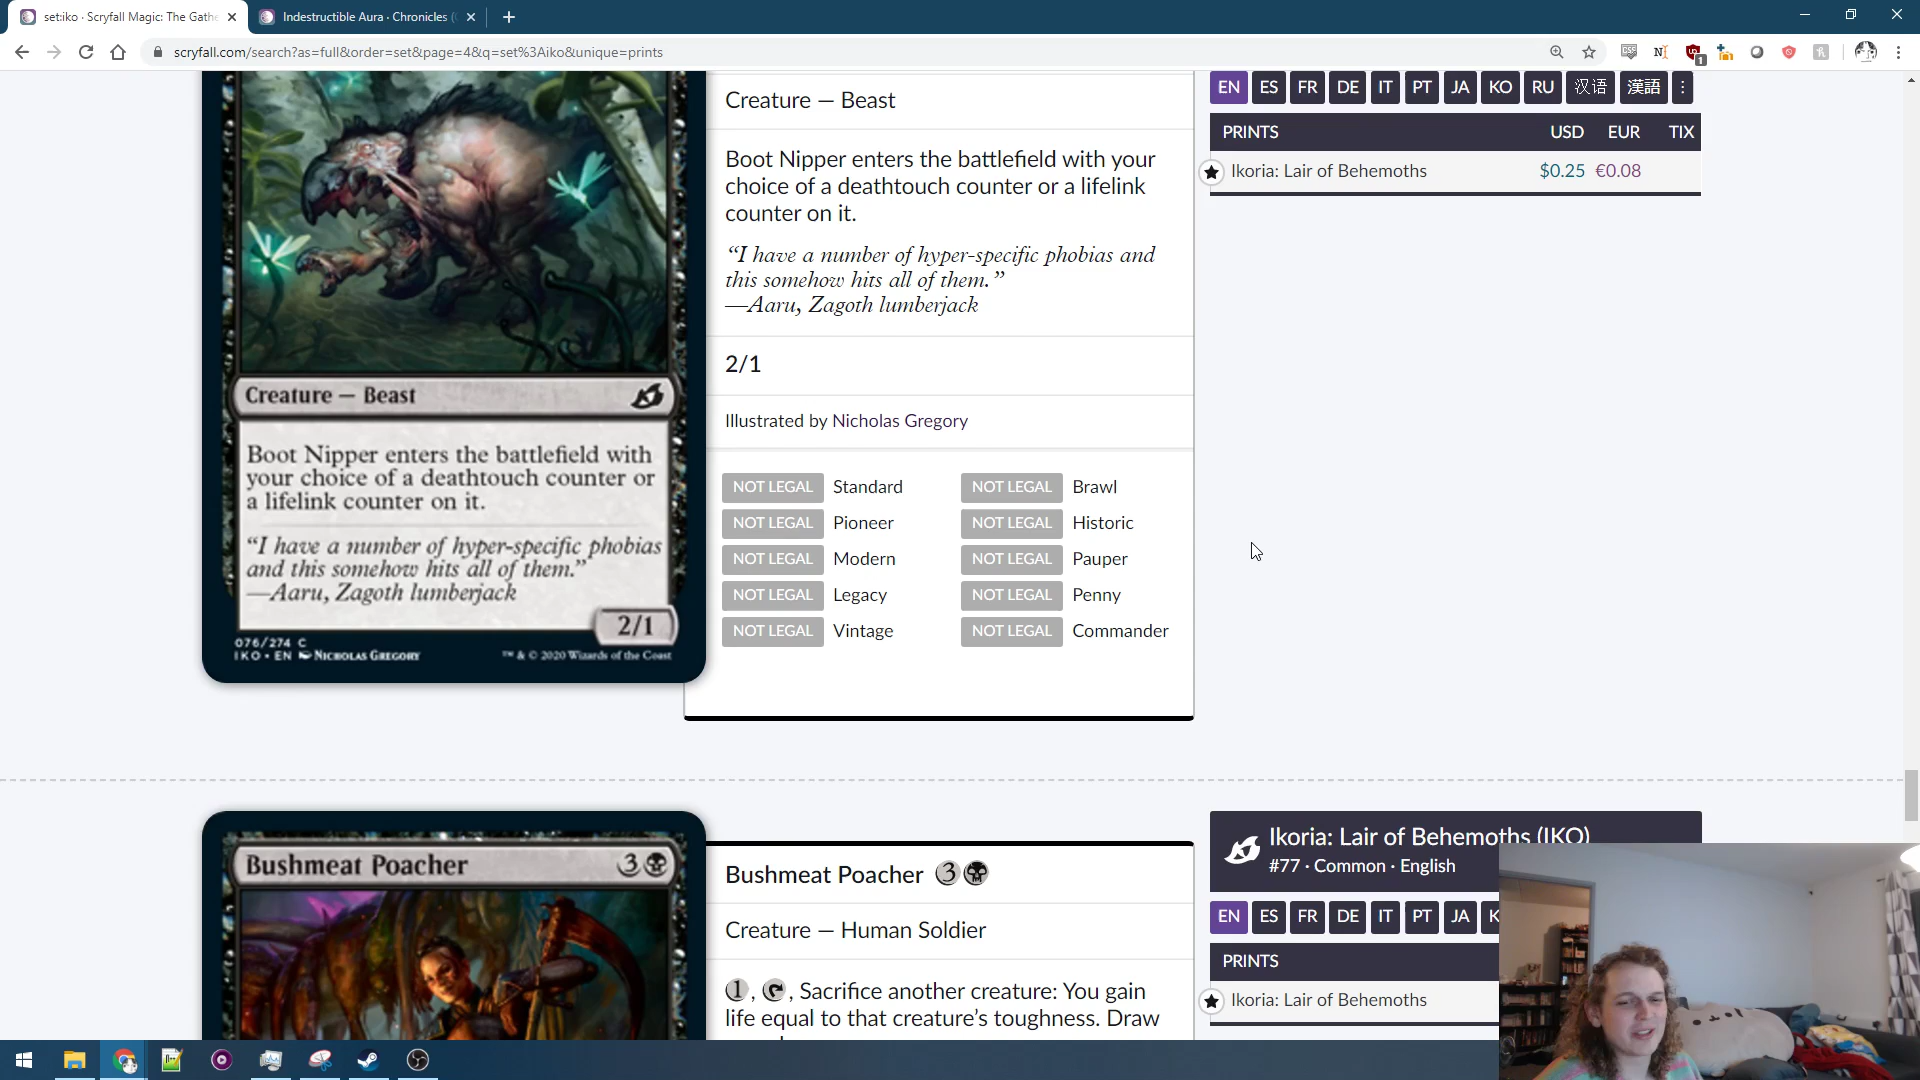 set:iko · Scryfall Magic: The Gathe
Indestructible Aura · Chronicles (
scryfall.com/search?as=full&order=set&page=4&q=set%3Aiko&unique=prints
Creature — Beast
Boot Nipper enters the battlefield with
your choice of a deathtouch counter or
a lifelink counter on it.
“I have a number of hyper-specific phobias
and this somehow hits all of them.”
—Aaru, Zagoth lumberjack
2/1
076/274 C
IKO • EN NICHOLAS GREGORY
™ & © 2020 Wizards of the Coast
Creature — Beast
Boot Nipper enters the battlefield with your
choice of a deathtouch counter or a lifelink
counter on it.
“I have a number of hyper-specific phobias and
this somehow hits all of them.”
—Aaru, Zagoth lumberjack
2/1
Illustrated by Nicholas Gregory
NOT LEGAL Standard NOT LEGAL Brawl
NOT LEGAL Pioneer NOT LEGAL Historic
NOT LEGAL Modern NOT LEGAL Pauper
NOT LEGAL Legacy NOT LEGAL Penny
NOT LEGAL Vintage NOT LEGAL Commander
EN ES FR DE IT PT JA KO RU 汉语 漢語
PRINTS USD EUR TIX
Ikoria: Lair of Behemoths $0.25 €0.08
Bushmeat Poacher 3
Bushmeat Poacher 3
Creature — Human Soldier
1, , Sacrifice another creature: You gain
life equal to that creature’s toughness. Draw
Ikoria: Lair of Behemoths (IKO)
#77 · Common · English
EN ES FR DE IT PT JA K
PRINTS
Ikoria: Lair of Behemoths